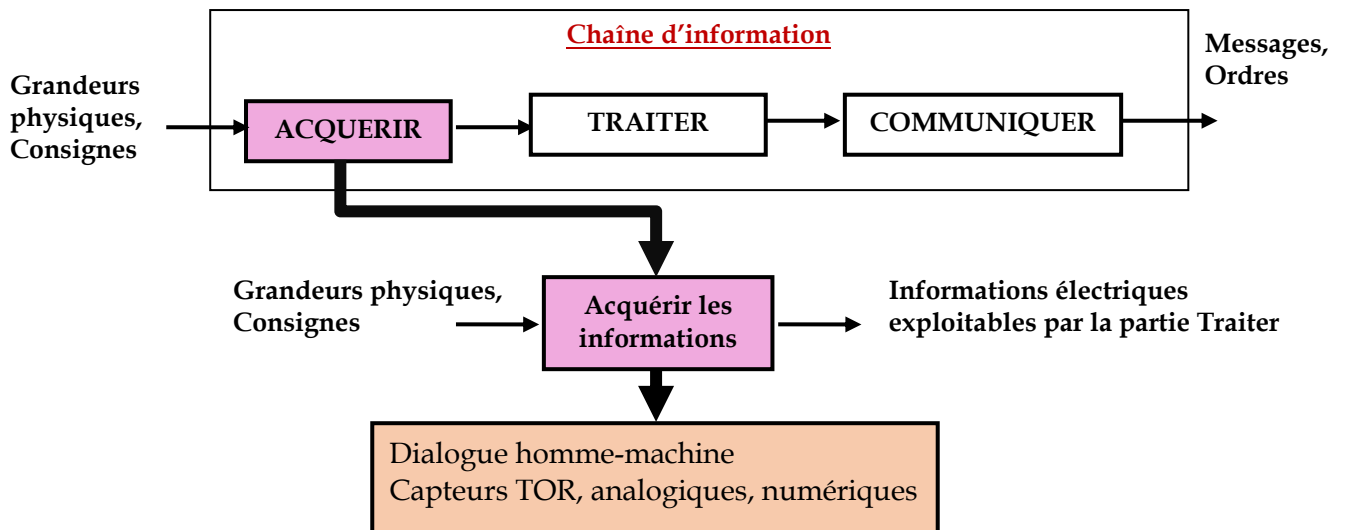 Chaîne d’information
Messages,
Ordres
Grandeurs
physiques,
Consignes
ACQUERIR
TRAITER
COMMUNIQUER
Grandeurs physiques,
Consignes
Acquérir les
informations
Informations électriques
exploitables par la partie Traiter
Dialogue homme-machine
Capteurs TOR, analogiques, numériques